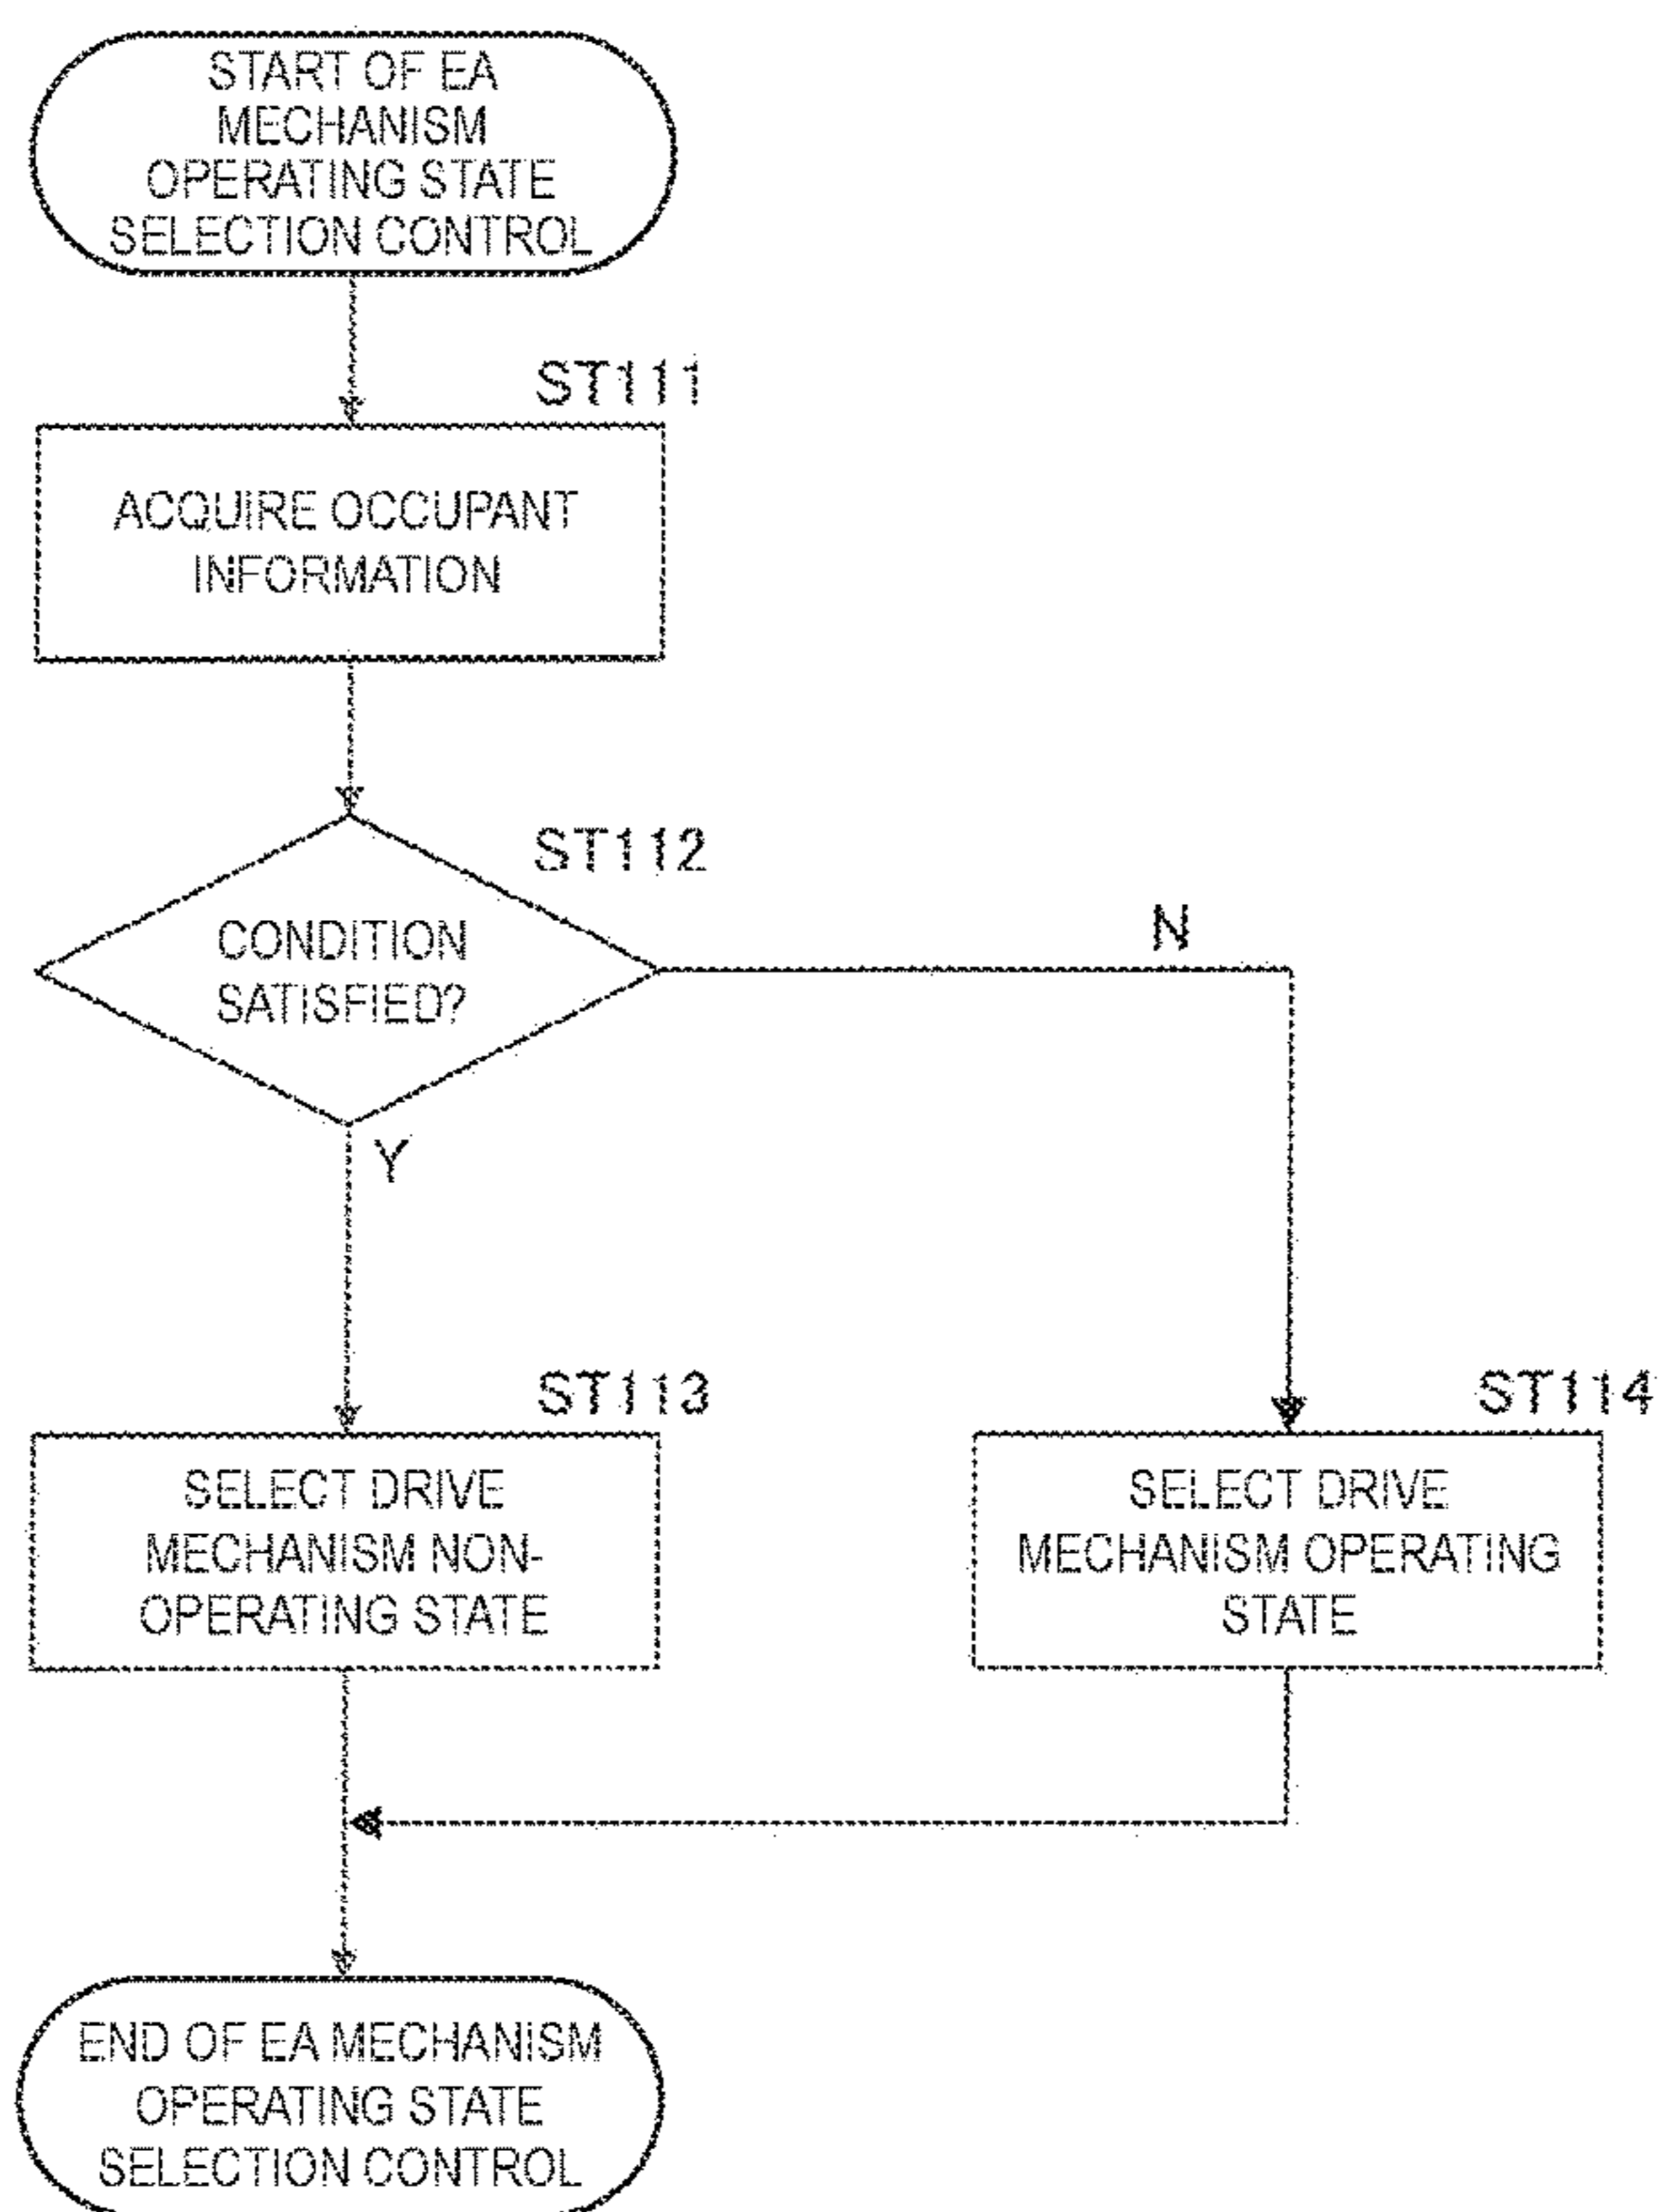 START OF EA
MECHANISM
OPERATING STATE
SELECTION CONTROL
ST111
ACQUIRE OCCUPANT
INFORMATION
ST112
CONDITION
SATISFIED?
N
Y
ST113
SELECT DRIVE
MECHANISM NON-
OPERATING STATE
ST114
SELECT DRIVE
MECHANISM OPERATING
STATE
END OF EA MECHANISM
OPERATING STATE
SELECTION CONTROL